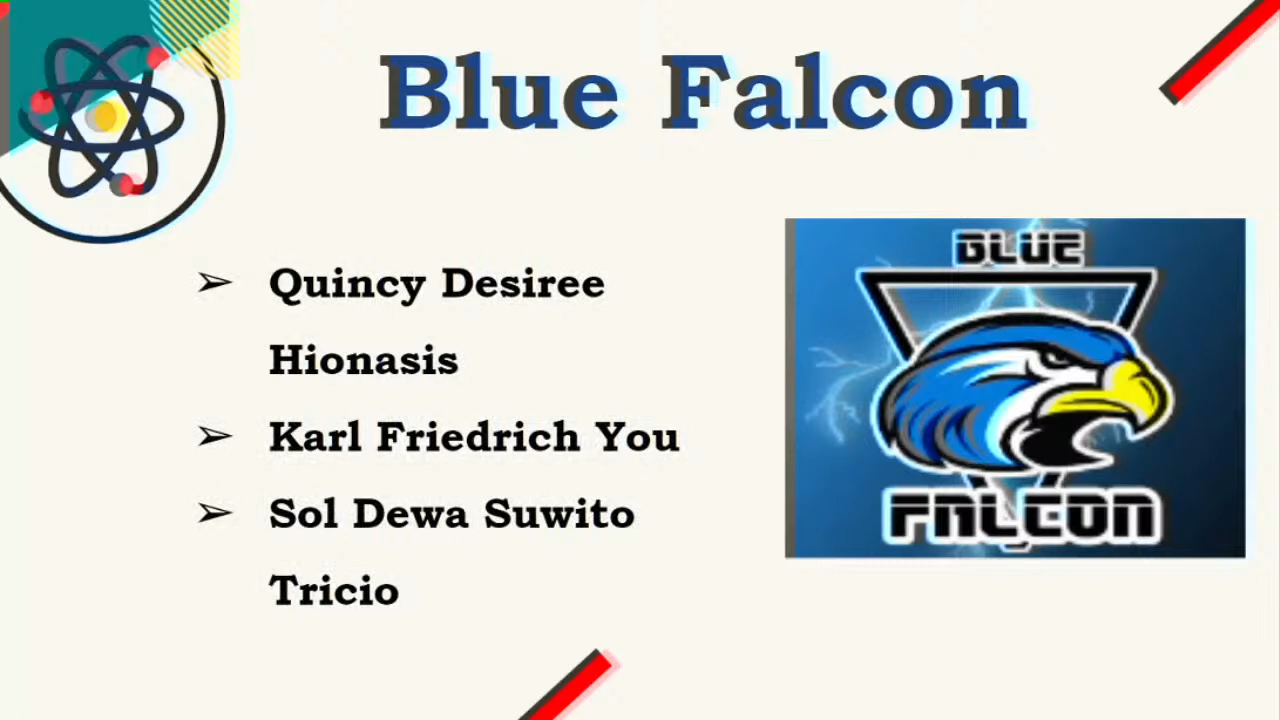 Blue Falcon
➢ Quincy Desiree
Hionasis
➢ Karl Friedrich You
➢ Sol Dewa Suwito
Tricio
BLUE
FALCON